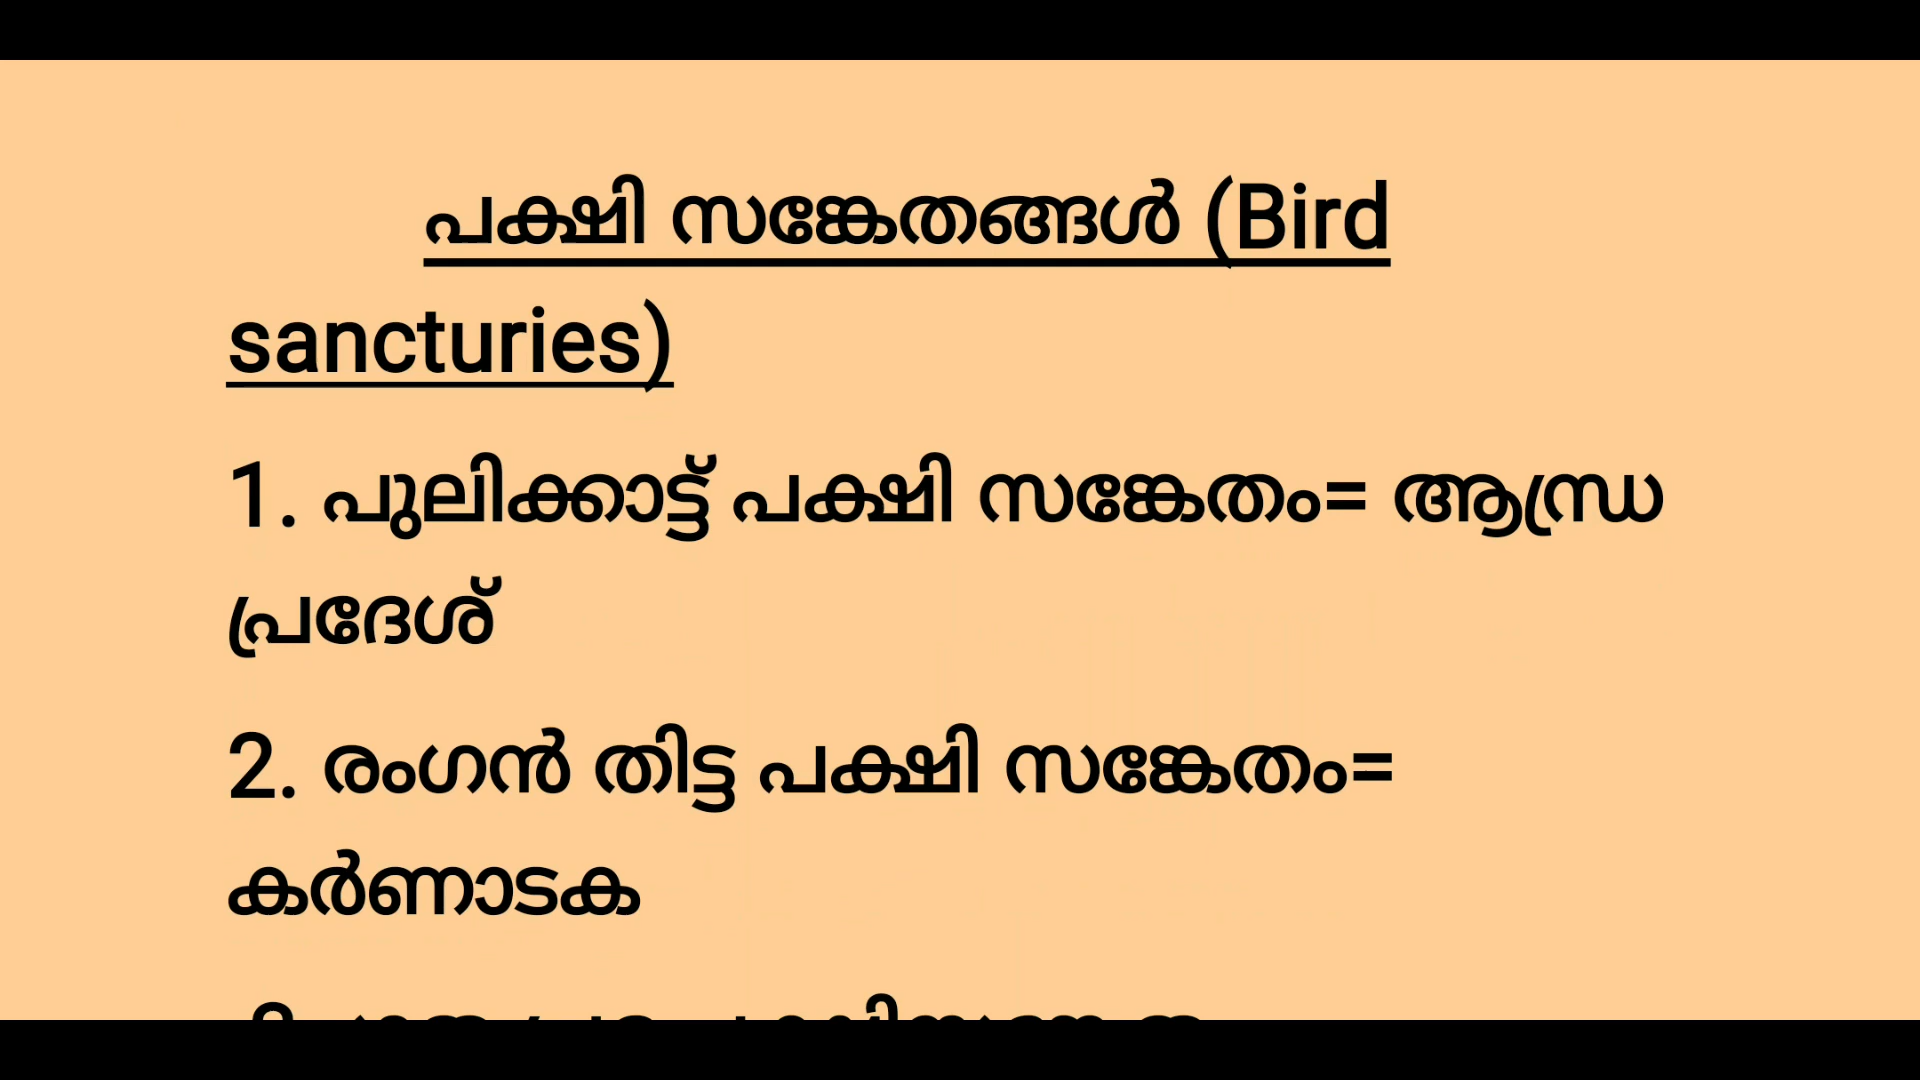 പക്ഷി സങ്കേതങ്ങൾ (Bird
sancturies)
1. പുലിക്കാട്ട് പക്ഷി സങ്കേതം= ആന്ധ്ര
പ്രദേശ്
2. രംഗൻ തിട്ട പക്ഷി സങ്കേതം=
കർണാടക